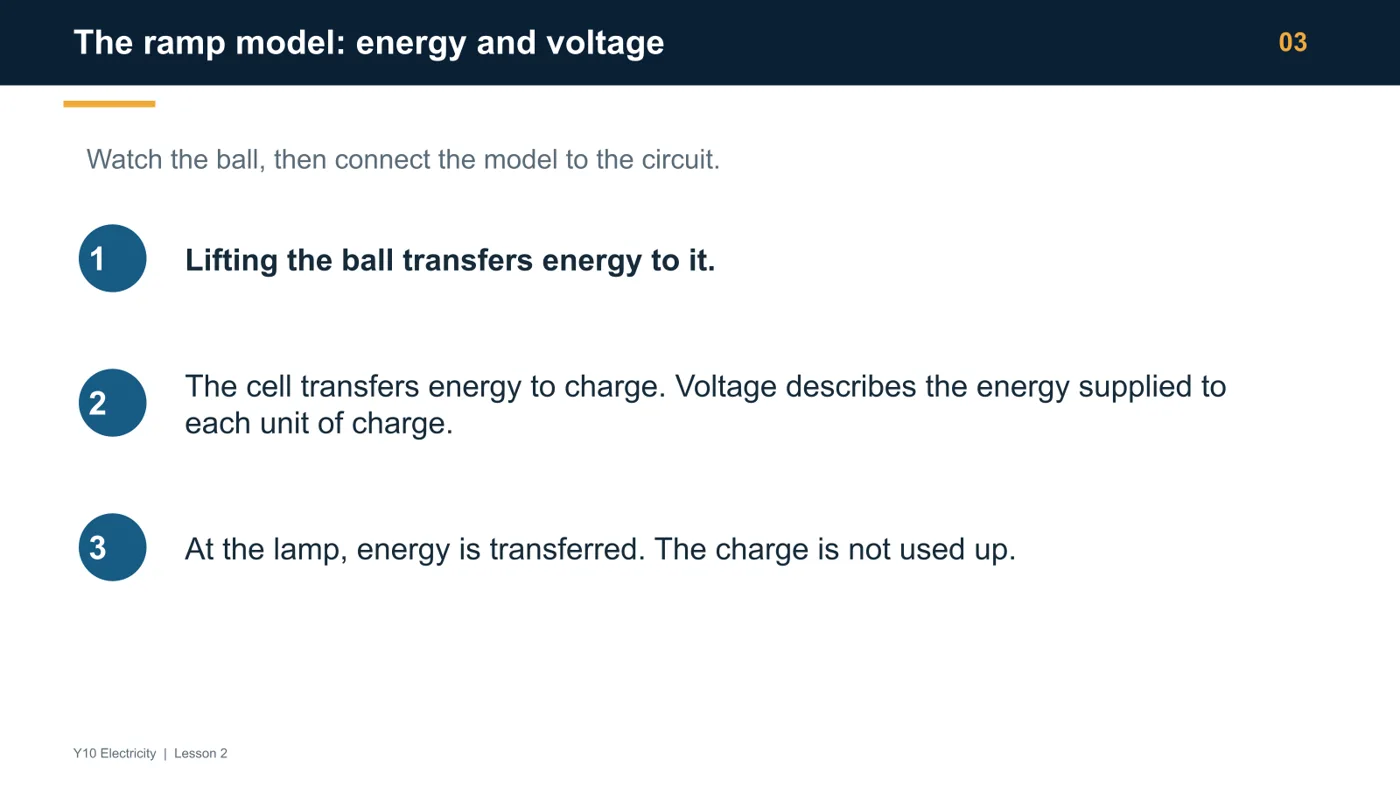 The ramp model: energy and voltage
03
Watch the ball, then connect the model to the circuit.
1
Lifting the ball transfers energy to it.
2
The cell transfers energy to charge. Voltage describes the energy supplied to
each unit of charge.
3
At the lamp, energy is transferred. The charge is not used up.
Y10 Electricity | Lesson 2